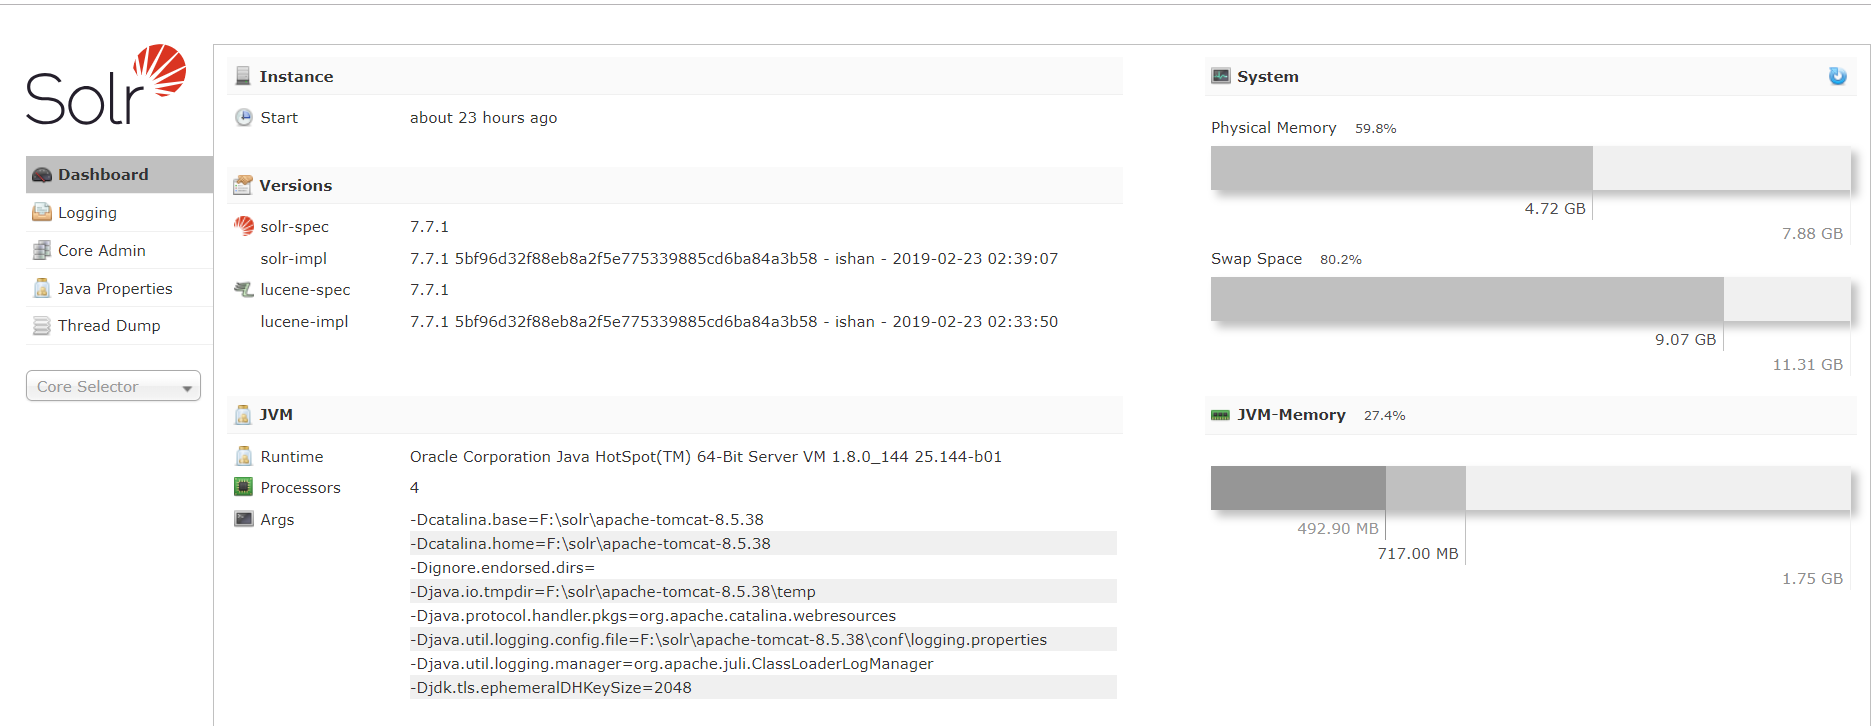 Solr
Dashboard
Logging
Core Admin
Java Properties
Thread Dump
Core Selector
Instance
Start about 23 hours ago
Versions
solr-spec 7.7.1
solr-impl 7.7.1 5bf96d32f88eb8a2f5e775339885cd6ba84a3b58 - ishan - 2019-02-23 02:39:07
lucene-spec 7.7.1
lucene-impl 7.7.1 5bf96d32f88eb8a2f5e775339885cd6ba84a3b58 - ishan - 2019-02-23 02:33:50
JVM
Runtime Oracle Corporation Java HotSpot(TM) 64-Bit Server VM 1.8.0_144 25.144-b01
Processors 4
Args -Dcatalina.base=F:\solr\apache-tomcat-8.5.38
-Dcatalina.home=F:\solr\apache-tomcat-8.5.38
-Dignore.endorsed.dirs=
-Djava.io.tmpdir=F:\solr\apache-tomcat-8.5.38\temp
-Djava.protocol.handler.pkgs=org.apache.catalina.webresources
-Djava.util.logging.config.file=F:\solr\apache-tomcat-8.5.38\conf\logging.properties
-Djava.util.logging.manager=org.apache.juli.ClassLoaderLogManager
-Djdk.tls.ephemeralDHKeySize=2048
System
Physical Memory 59.8%
4.72 GB
7.88 GB
Swap Space 80.2%
9.07 GB
11.31 GB
JVM-Memory 27.4%
492.90 MB
717.00 MB
1.75 GB